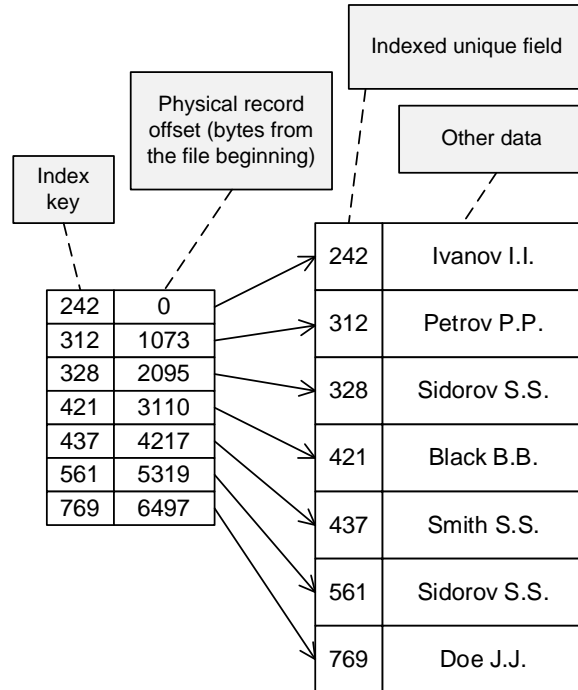 Indexed unique field
Physical record
offset (bytes from
the file beginning)
Other data
Index
key
242 0
312 1073
328 2095
421 3110
437 4217
561 5319
769 6497
242 Ivanov I.I.
312 Petrov P.P.
328 Sidorov S.S.
421 Black B.B.
437 Smith S.S.
561 Sidorov S.S.
769 Doe J.J.